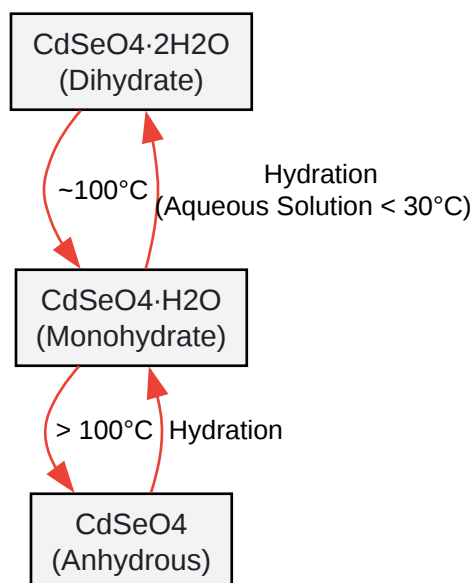 CdSeO4·2H2O
(Dihydrate)
~100°C
Hydration
(Aqueous Solution < 30°C)
CdSeO4·H2O
(Monohydrate)
> 100°C
Hydration
CdSeO4
(Anhydrous)